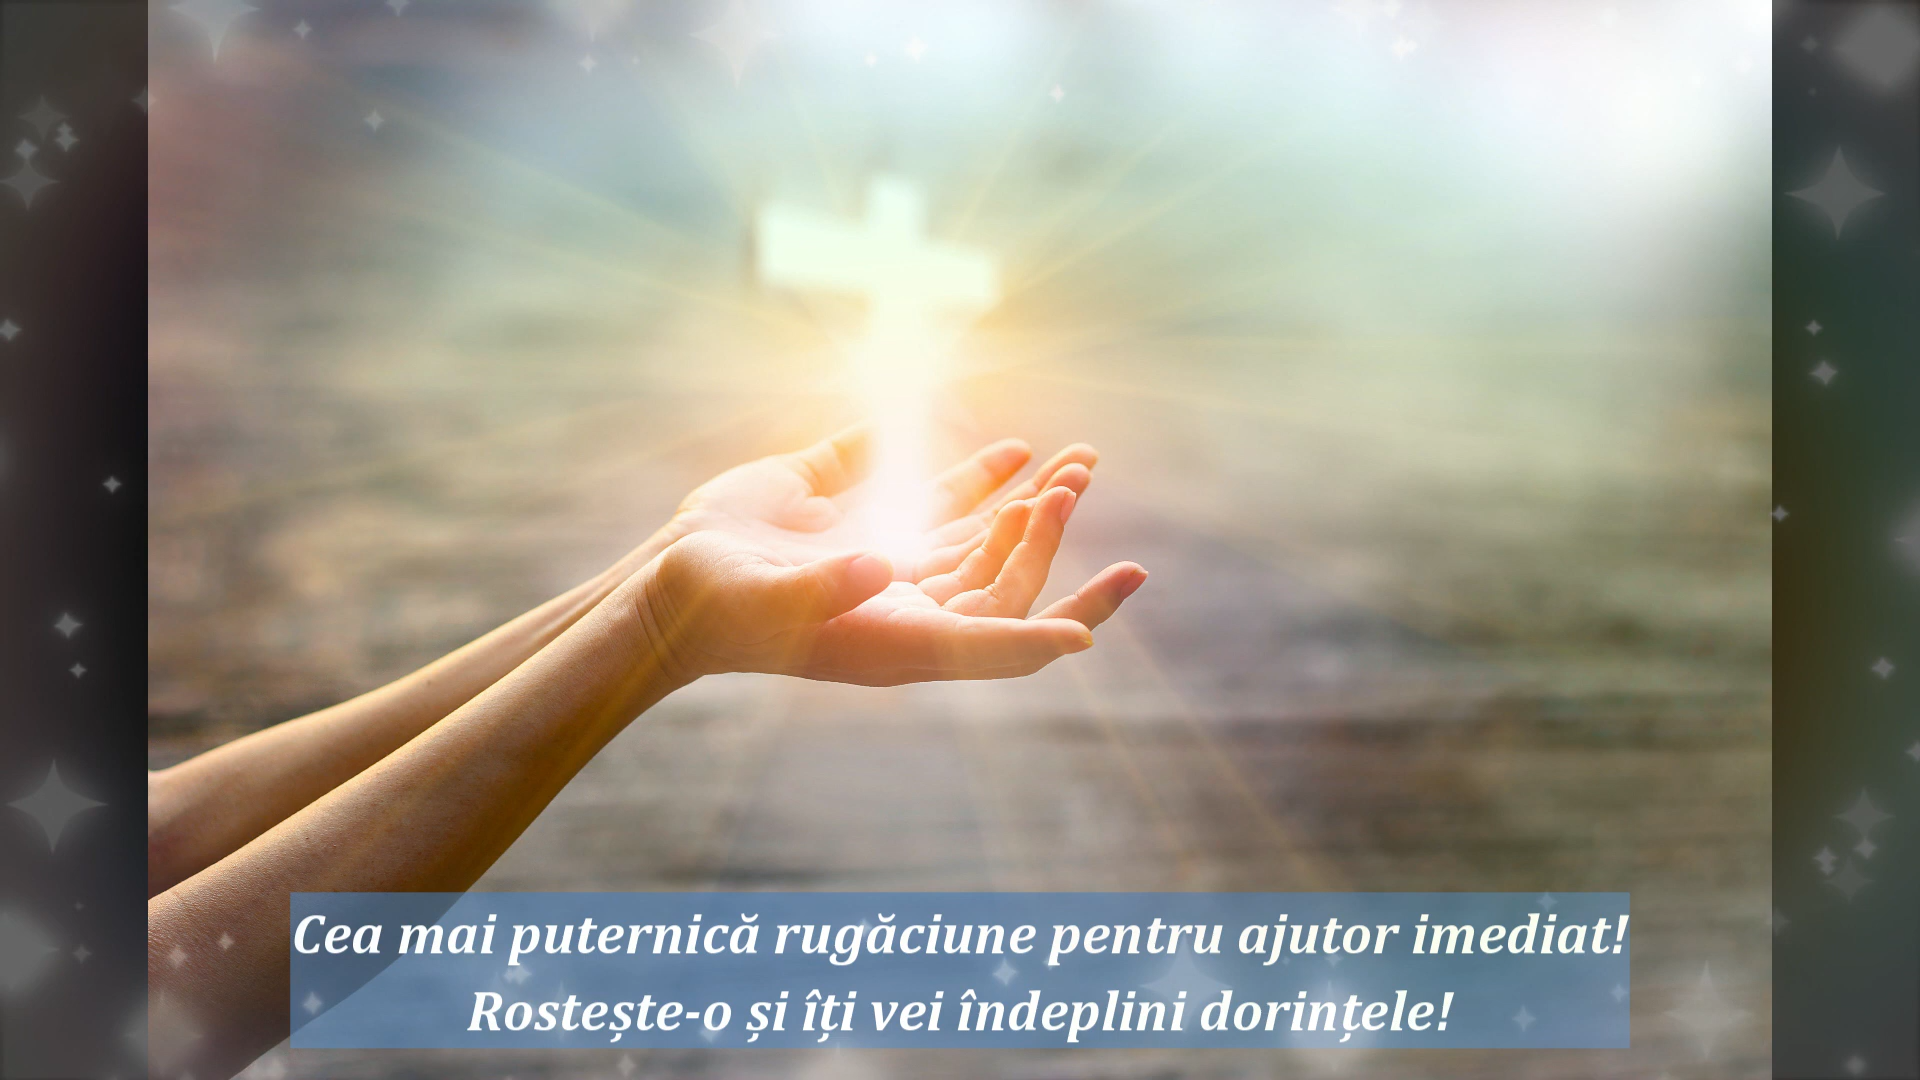 Cea mai puternică rugăciune pentru ajutor imediat!
Rostește-o și îți vei îndeplini dorințele!